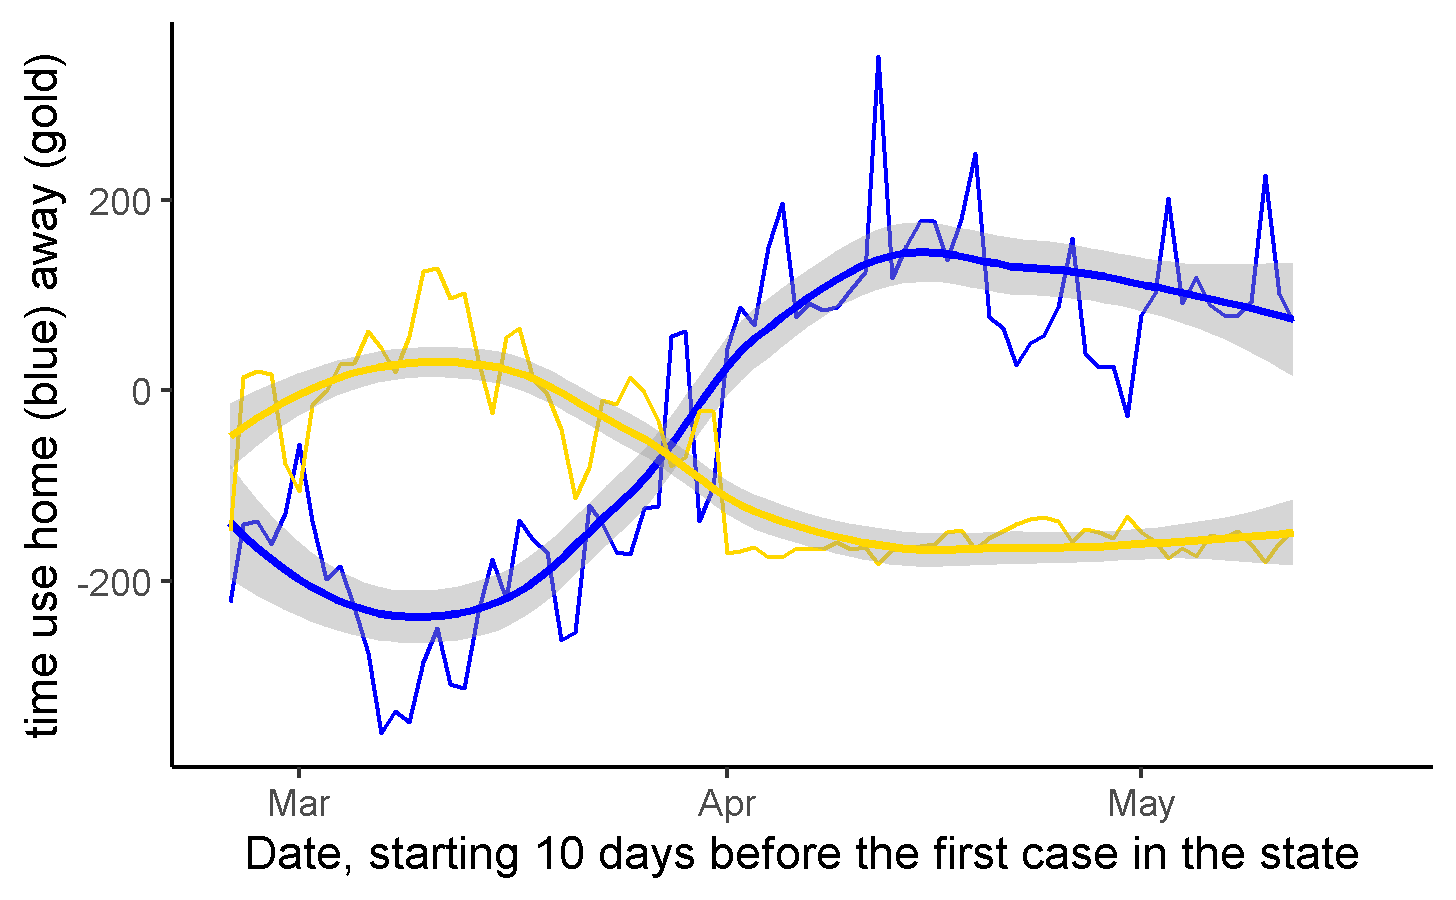 time use home (blue) away (gold)
200
0
-200
Mar
Apr
May
Date, starting 10 days before the first case in the state